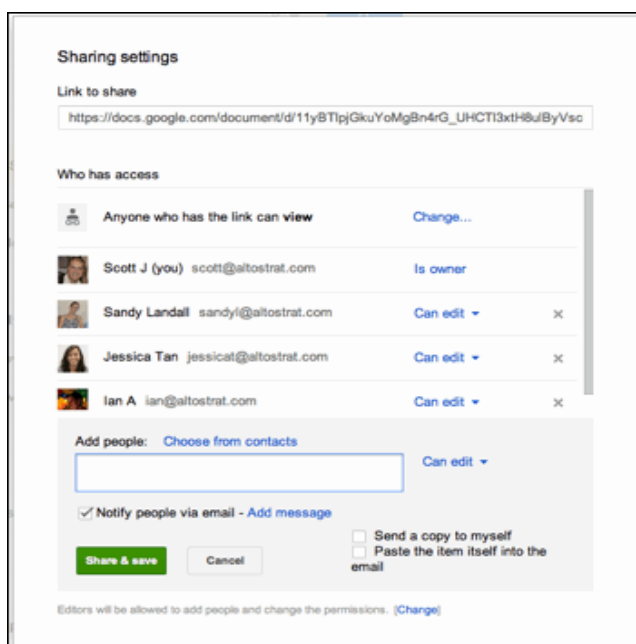 Sharing settings
Link to share
https://docs.google.com/document/d/11yBTlpjGkuYoMgBn4rG_UHCTI3xtH8ulByVsc
Who has access
Anyone who has the link can view Change...
Scott J (you) scott@altostrat.com Is owner
Sandy Landall sandyl@altostrat.com Can edit
Jessica Tan jessicat@altostrat.com Can edit
Ian A ian@altostrat.com Can edit
Add people: Choose from contacts
Can edit
Notify people via email - Add message
Send a copy to myself
Paste the item itself into the
email
Share & save Cancel
Editors will be allowed to add people and change the permissions. [Change]